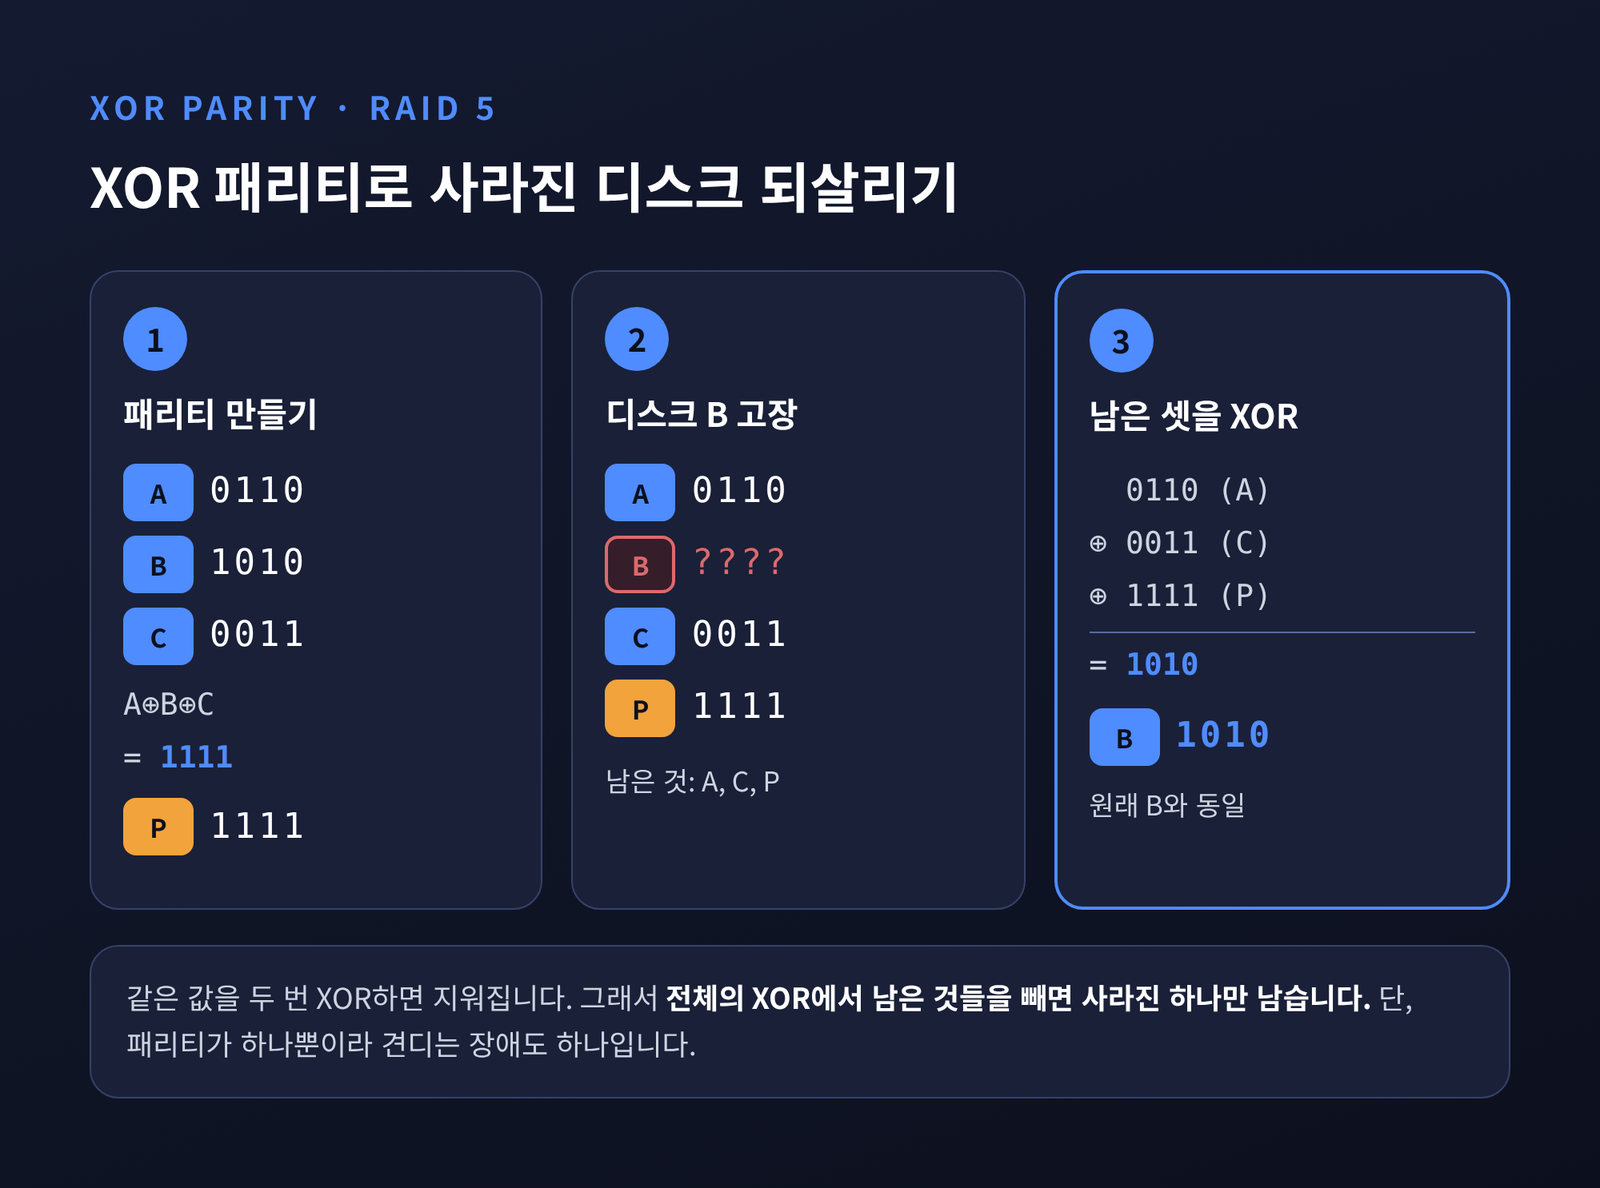 XOR PARITY · RAID 5
XOR 패리티로 사라진 디스크 되살리기
1
패리티 만들기
A 0110
B 1010
C 0011
A⊕B⊕C
= 1111
P 1111
2
디스크 B 고장
A 0110
B ????
C 0011
P 1111
남은 것: A, C, P
3
남은 셋을 XOR
0110 (A)
⊕ 0011 (C)
⊕ 1111 (P)
= 1010
B 1010
원래 B와 동일
같은 값을 두 번 XOR하면 지워집니다. 그래서 전체의 XOR에서 남은 것들을 빼면 사라진 하나만 남습니다. 단,
패리티가 하나뿐이라 견디는 장애도 하나입니다.